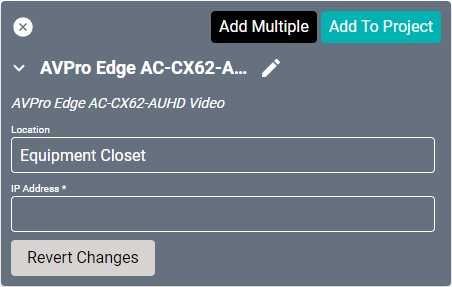 Add Multiple Add To Project
AVPro Edge AC-CX62-A...
AVPro Edge AC-CX62-AUHD Video
Location
Equipment Closet
IP Address *
Revert Changes